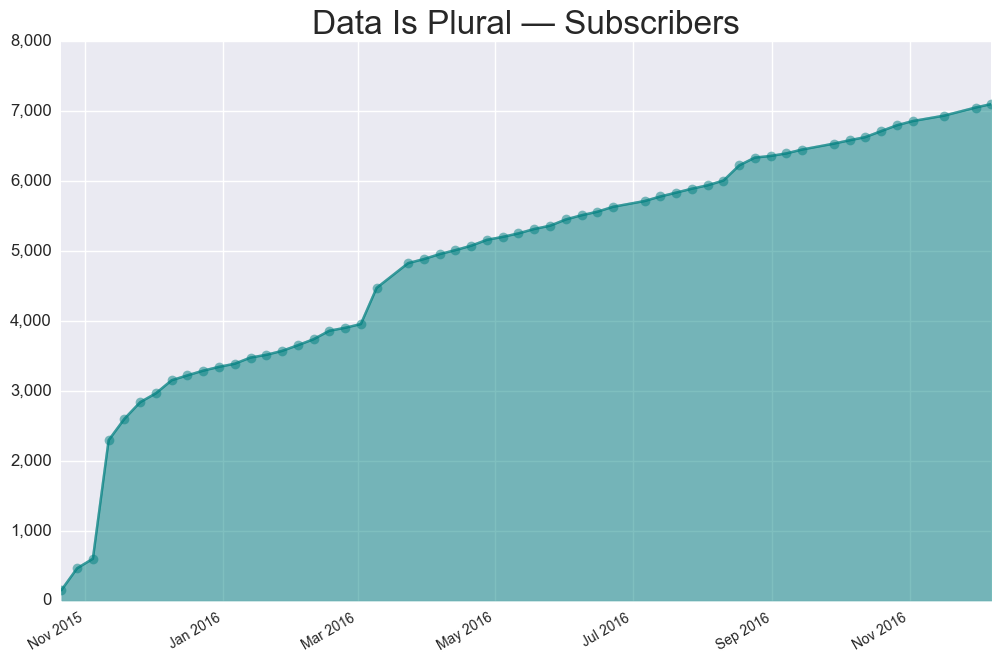 Data Is Plural — Subscribers
8,000
7,000
6,000
5,000
4,000
3,000
2,000
1,000
0
Nov 2015
Jan 2016
Mar 2016
May 2016
Jul 2016
Sep 2016
Nov 2016